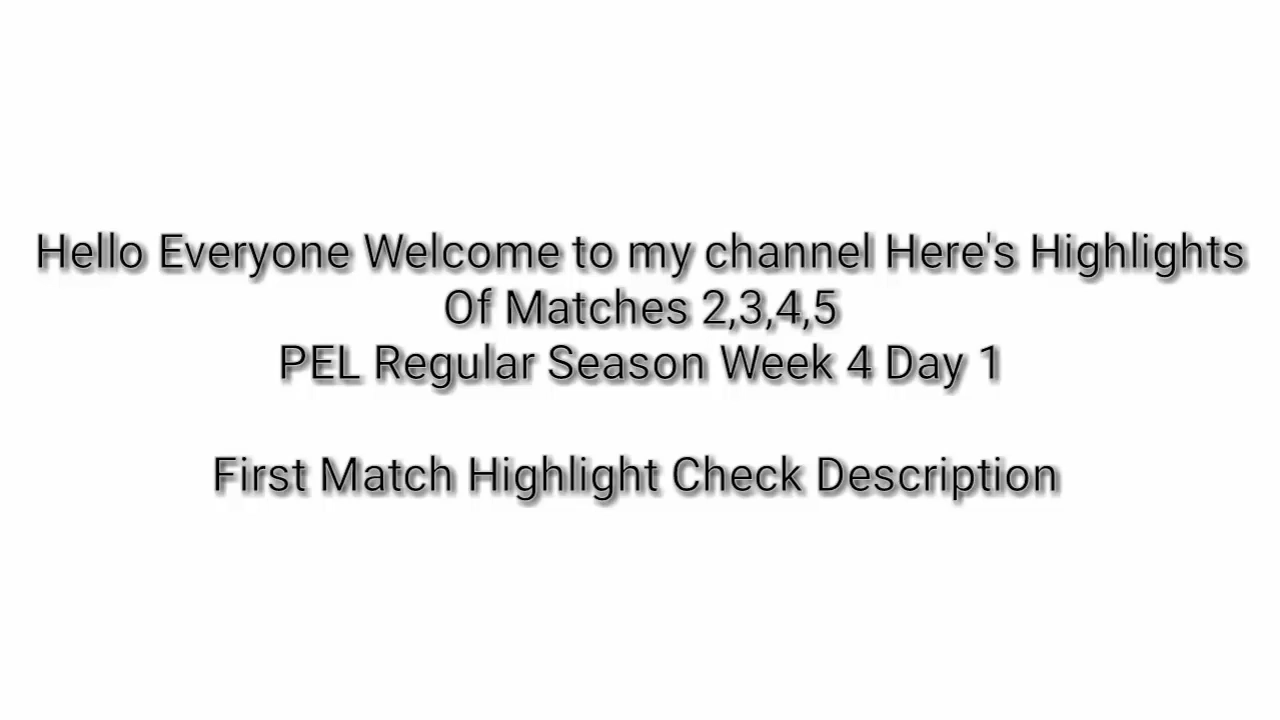 Hello Everyone Welcome to my channel Here's Highlights
Of Matches 2,3,4,5
PEL Regular Season Week 4 Day 1
First Match Highlight Check Description